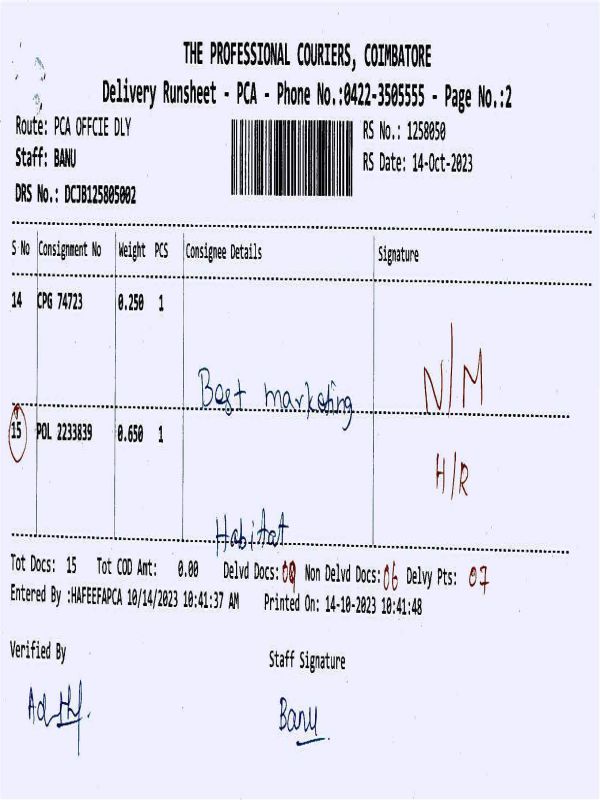 THE PROFESSIONAL COURIERS, COIMBATORE
Delivery Runsheet - PCA - Phone No.:0422-3505555 - Page No.:2
Route: PCA OFFCIE DLY
RS No.: 1258050
Staff: BANU
RS Date: 14-Oct-2023
DRS No.: DCJB125805002
S No Consignment No Weight PCS Consignee Details Signature
14 CPG 74723 0.250 1
Best marketing N/M
15 POL 2233839 0.650 1
H/R
Habitat
Tot Docs: 15 Tot COD Amt: 0.00 Delvd Docs: 09 Non Delvd Docs: 06 Delvy Pts: 07
Entered By :HAFEEFAPCA 10/14/2023 10:41:37 AM Printed On: 14-10-2023 10:41:48
Verified By Staff Signature
Banu